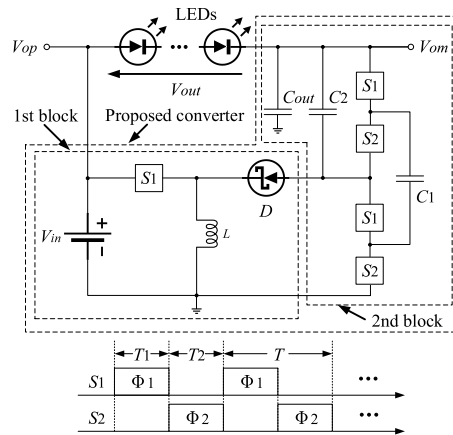 LEDs
Vop
Vom
Vout
Cout
C2
S1
1st block
Proposed converter
S2
S1
D
C1
Vin
+
-
L
S1
S2
2nd block
T1
T2
T
S1
Φ1
Φ1
•••
S2
Φ2
Φ2
•••